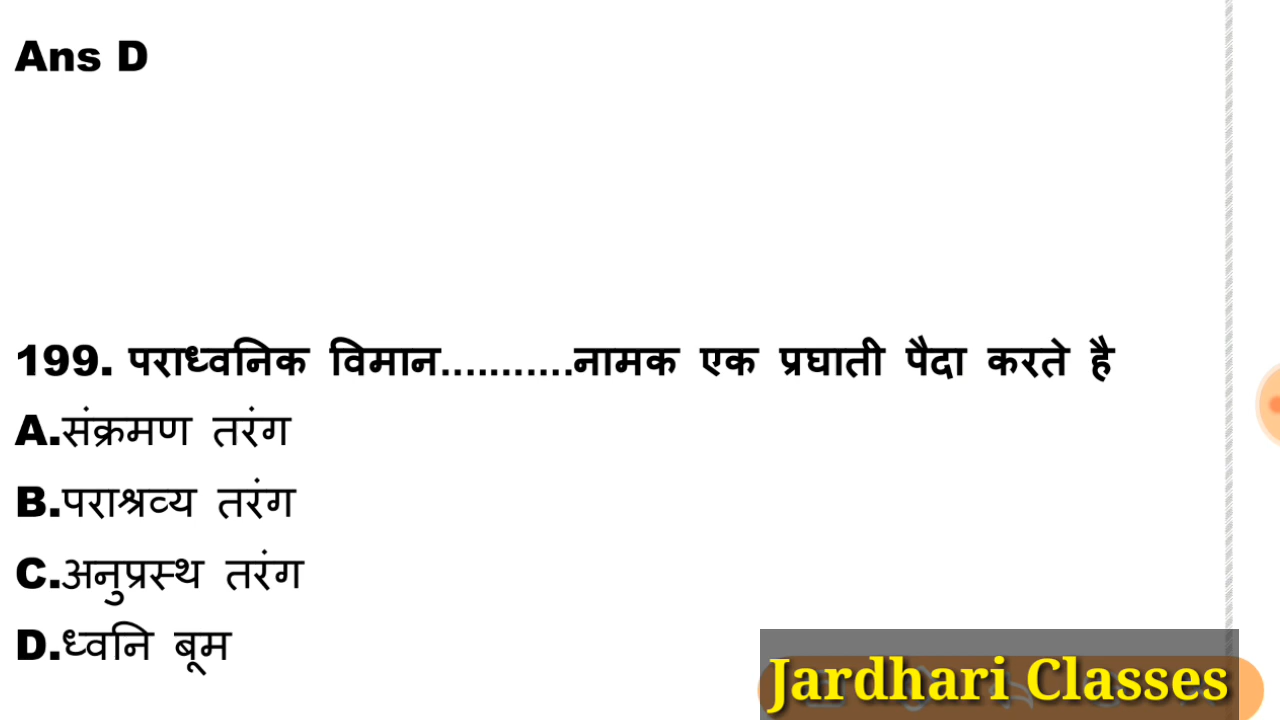 Ans D
199. पराध्वनिक विमान...........नामक एक प्रघाती पैदा करते है
A.संक्रमण तरंग
B.पराश्रव्य तरंग
C.अनुप्रस्थ तरंग
D.ध्वनि बूम
Jardhari Classes